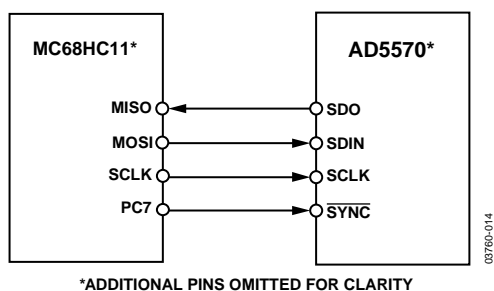 MC68HC11*
AD5570*
MISO
SDO
MOSI
SDIN
SCLK
SCLK
PC7
SYNC
03760-014
*ADDITIONAL PINS OMITTED FOR CLARITY